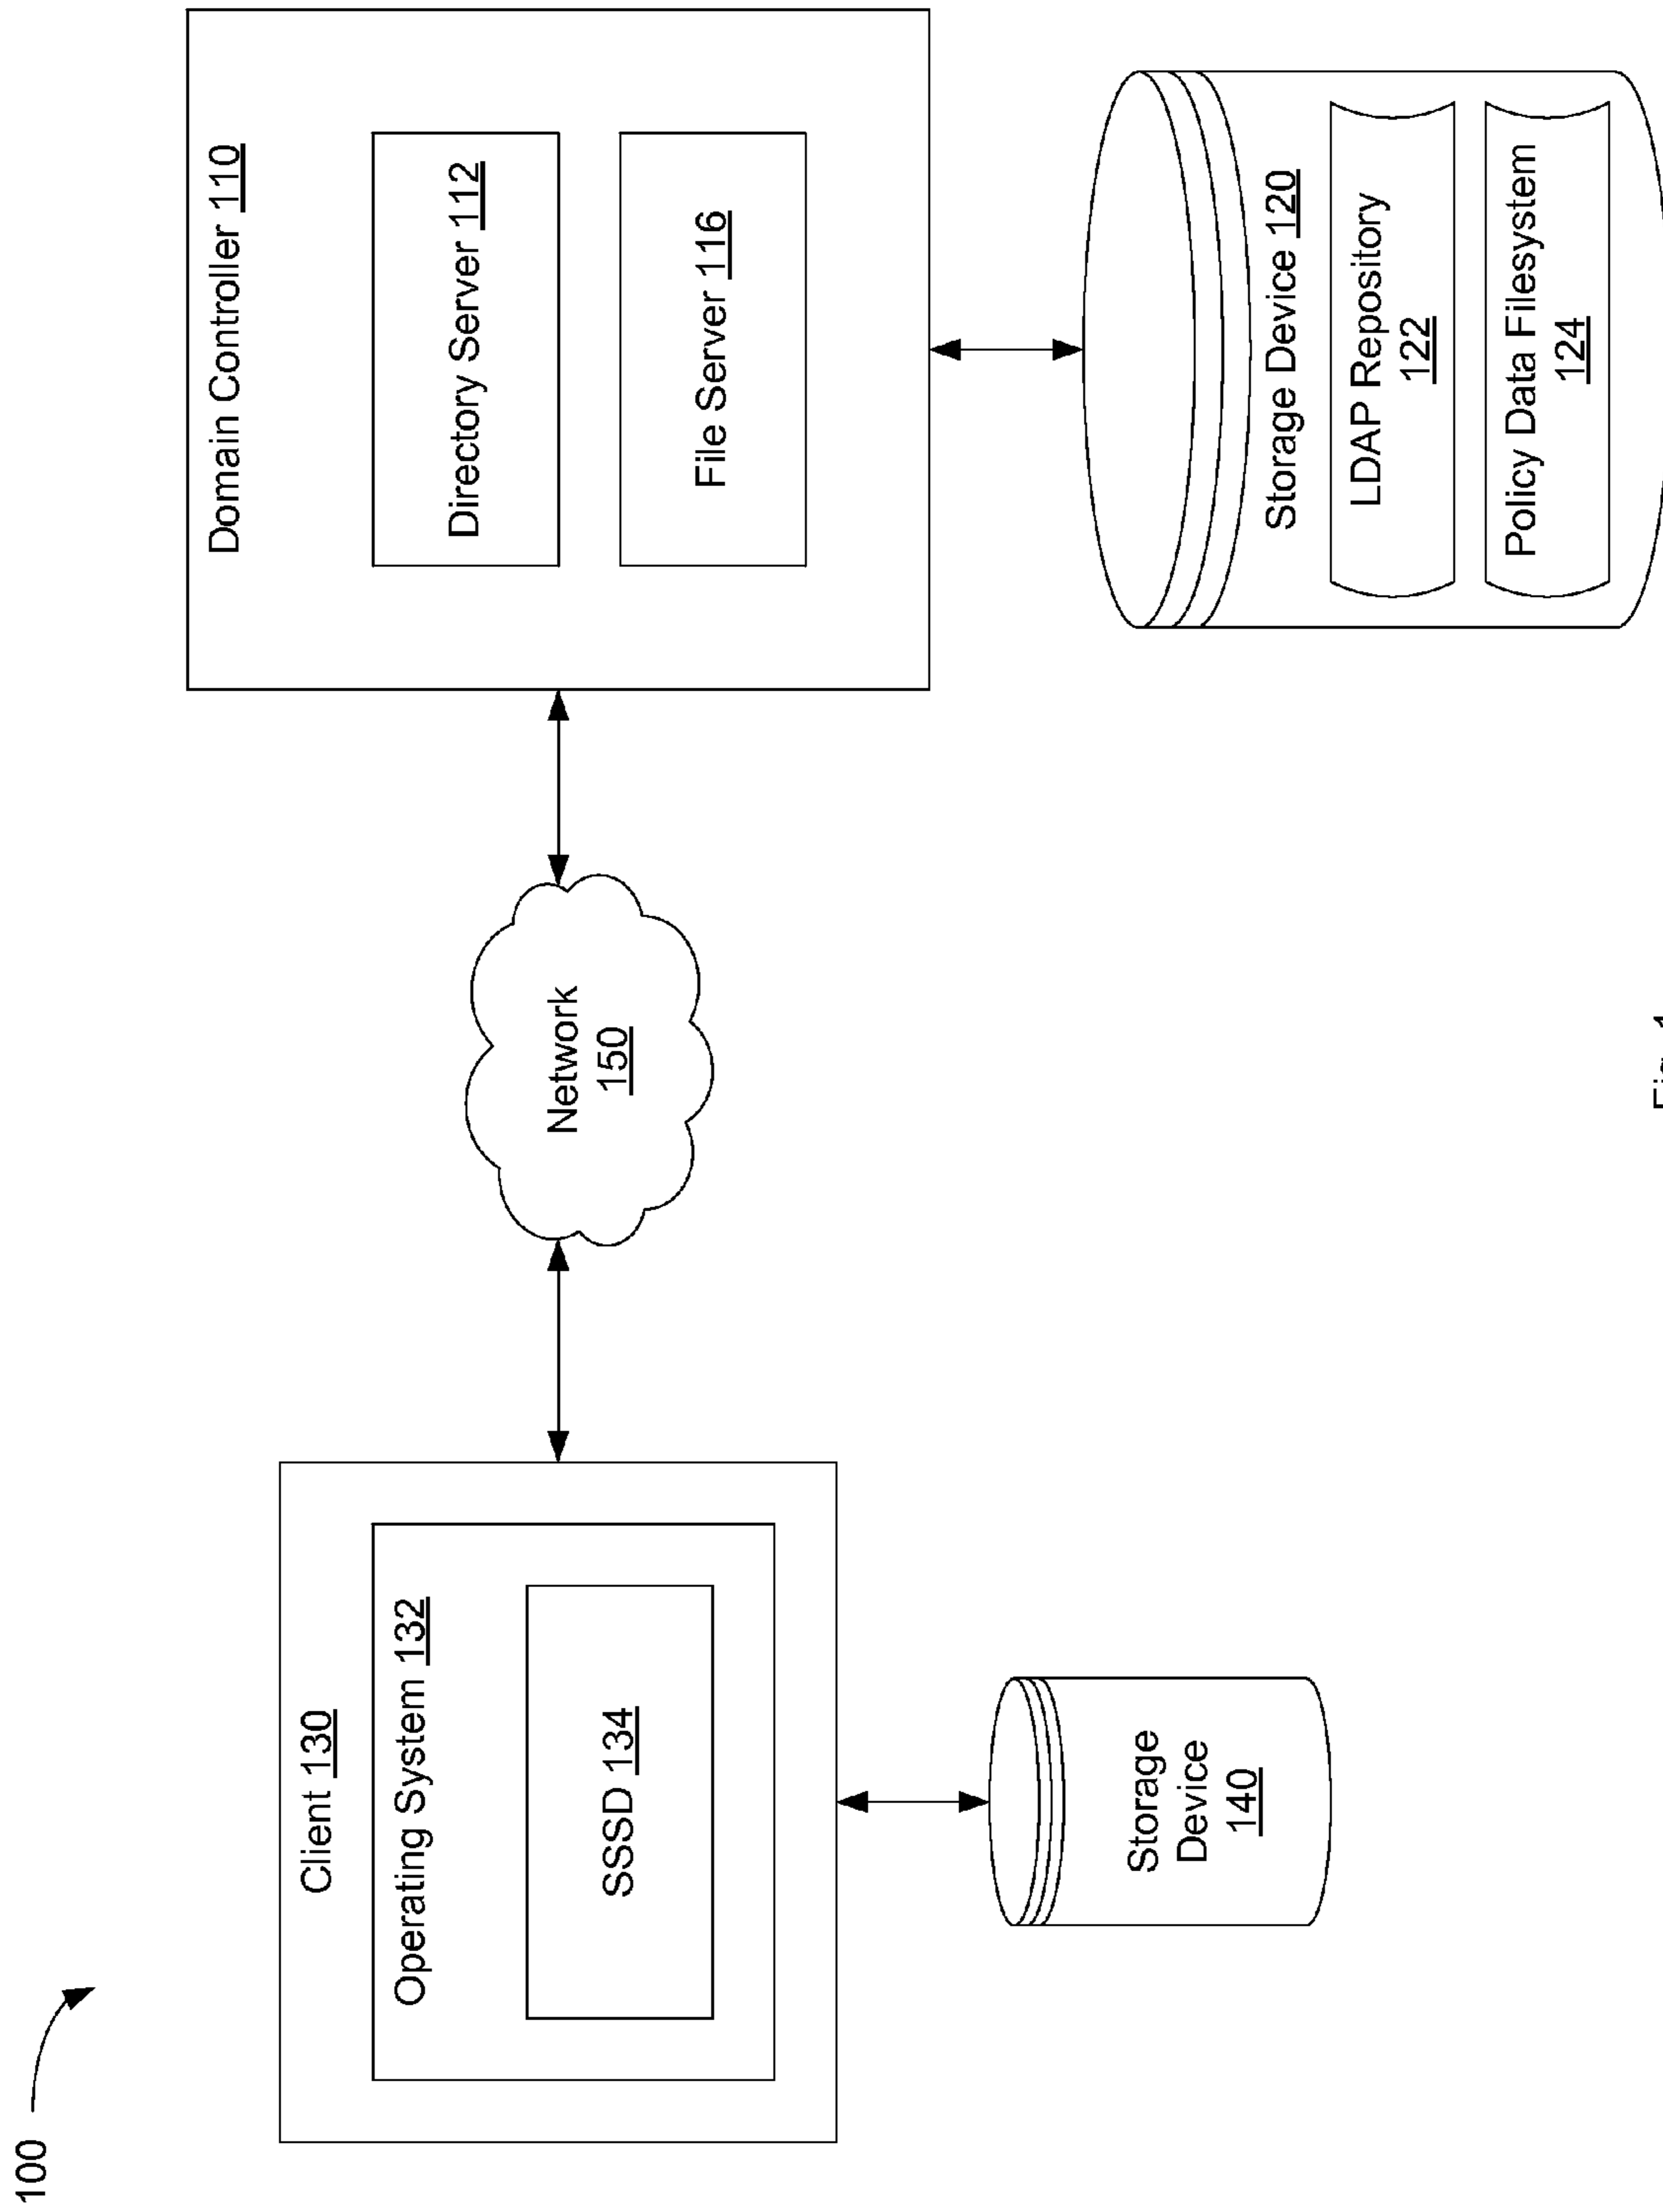 100
Client 130
Operating System 132
SSSD 134
Storage
Device
140
Network
150
Domain Controller 110
Directory Server 112
File Server 116
Storage Device 120
LDAP Repository
122
Policy Data Filesystem
124